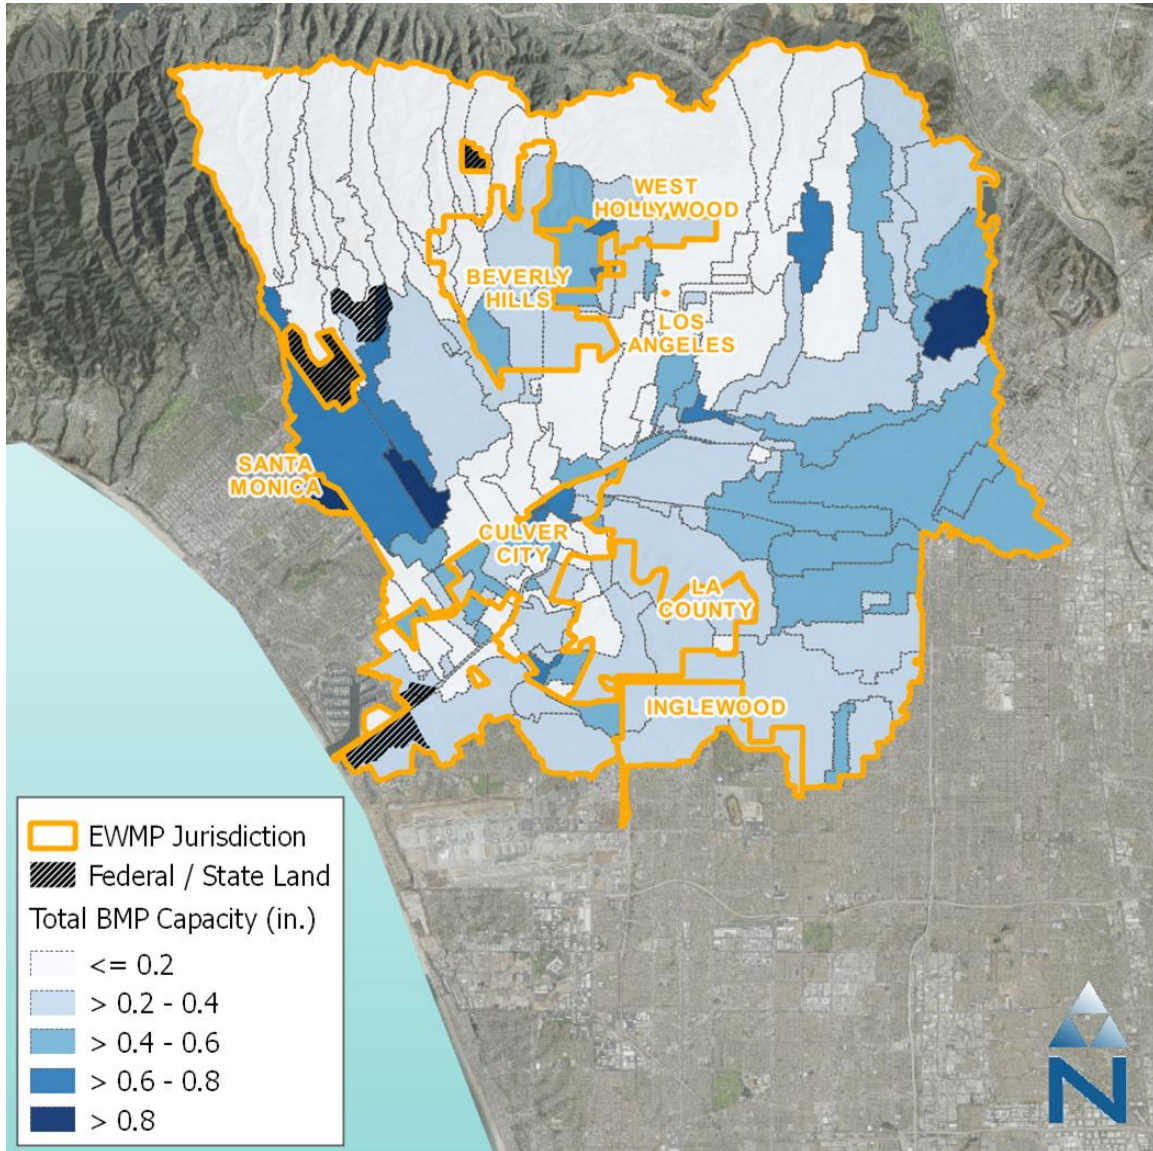 WEST
HOLLYWOOD
BEVERLY
HILLS
LOS
ANGELES
SANTA
MONICA
CULVER
CITY
LA
COUNTY
INGLEWOOD
EWMP Jurisdiction
Federal / State Land
Total BMP Capacity (in.)
<= 0.2
> 0.2 - 0.4
> 0.4 - 0.6
> 0.6 - 0.8
> 0.8
N